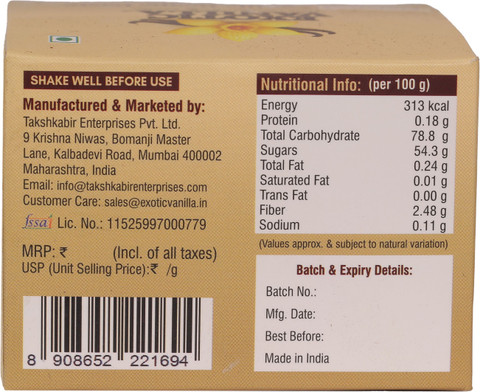 SHAKE WELL BEFORE USE
Manufactured & Marketed by:
Takshkabir Enterprises Pvt. Ltd.
9 Krishna Niwas, Bomanji Master
Lane, Kalbadevi Road, Mumbai 400002
Maharashtra, India
Email: info@takshkabirenterprises.com
Customer Care: sales@exoticvanilla.in
fssai Lic. No.: 11525997000779
MRP: ₹ (Incl. of all taxes)
USP (Unit Selling Price):₹ /g
8 908652 221694
Nutritional Info: (per 100 g)
Energy 313 kcal
Protein 0.18 g
Total Carbohydrate 78.8 g
Sugars 54.3 g
Total Fat 0.24 g
Saturated Fat 0.01 g
Trans Fat 0.00 g
Fiber 2.48 g
Sodium 0.11 g
(Values approx. & subject to natural variation)
Batch & Expiry Details:
Batch No.:
Mfg. Date:
Best Before:
Made in India